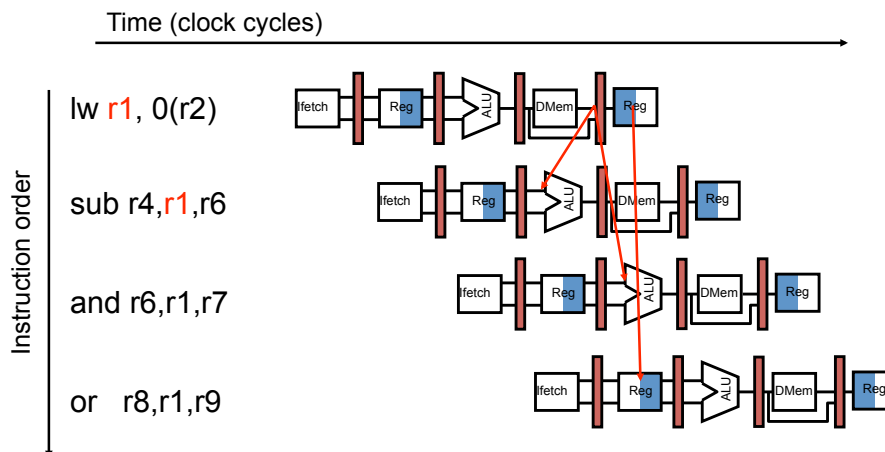 Time (clock cycles)
Instruction order
lw r1, 0(r2)
Ifetch Reg ALU DMem Reg
sub r4,r1,r6
Ifetch Reg ALU DMem Reg
and r6,r1,r7
Ifetch Reg ALU DMem Reg
or r8,r1,r9
Ifetch Reg ALU DMem Reg